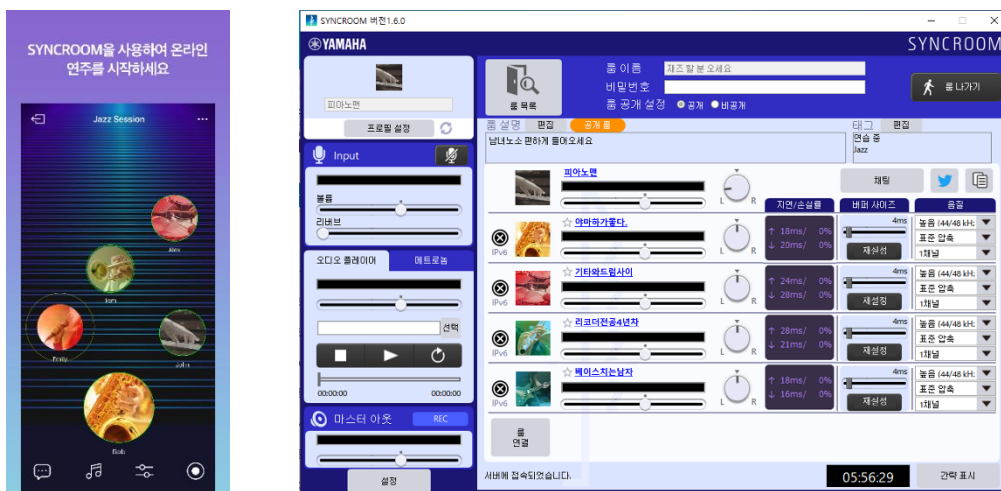 SYNCROOM을 사용하여 온라인
연주를 시작하세요
Jazz Session
Alex
Jam
Emily
John
Bob
SYNCROOM 버전1.6.0
YAMAHA
SYNCROOM
피아노맨
프로필 설정
룸 목록
룸 이름 재즈 할 분 오세요
비밀번호
룸 공개 설정 공개 비공개
룸 나가기
룸 설명 편집 공개 룸
남녀노소 편하게 들어오세요
태그 편집
연습 중
Jazz
Input
볼륨
리버브
오디오 플레이어 메트로놈
선택
00:00:00 00:00:00
마스터 아웃 REC
설정
피아노맨
L R
채팅
지연/손실률 버퍼 사이즈 음질
IPv6
☆ 야마하가좋다.
L R
↑ 18ms/ 0%
↓ 20ms/ 0%
4ms
재설정
높음 (44/48 kH:
표준 압축
1채널
IPv6
☆ 기타와드럼사이
L R
↑ 24ms/ 0%
↓ 28ms/ 0%
4ms
재설정
높음 (44/48 kH:
표준 압축
1채널
IPv6
☆ 리코더전공4년차
L R
↑ 28ms/ 0%
↓ 21ms/ 0%
4ms
재설정
높음 (44/48 kH:
표준 압축
1채널
IPv6
☆ 베이스치는남자
L R
↑ 18ms/ 0%
↓ 16ms/ 0%
4ms
재설정
높음 (44/48 kH:
표준 압축
1채널
룸
연결
서버에 접속되었습니다.
05:56:29
간략 표시